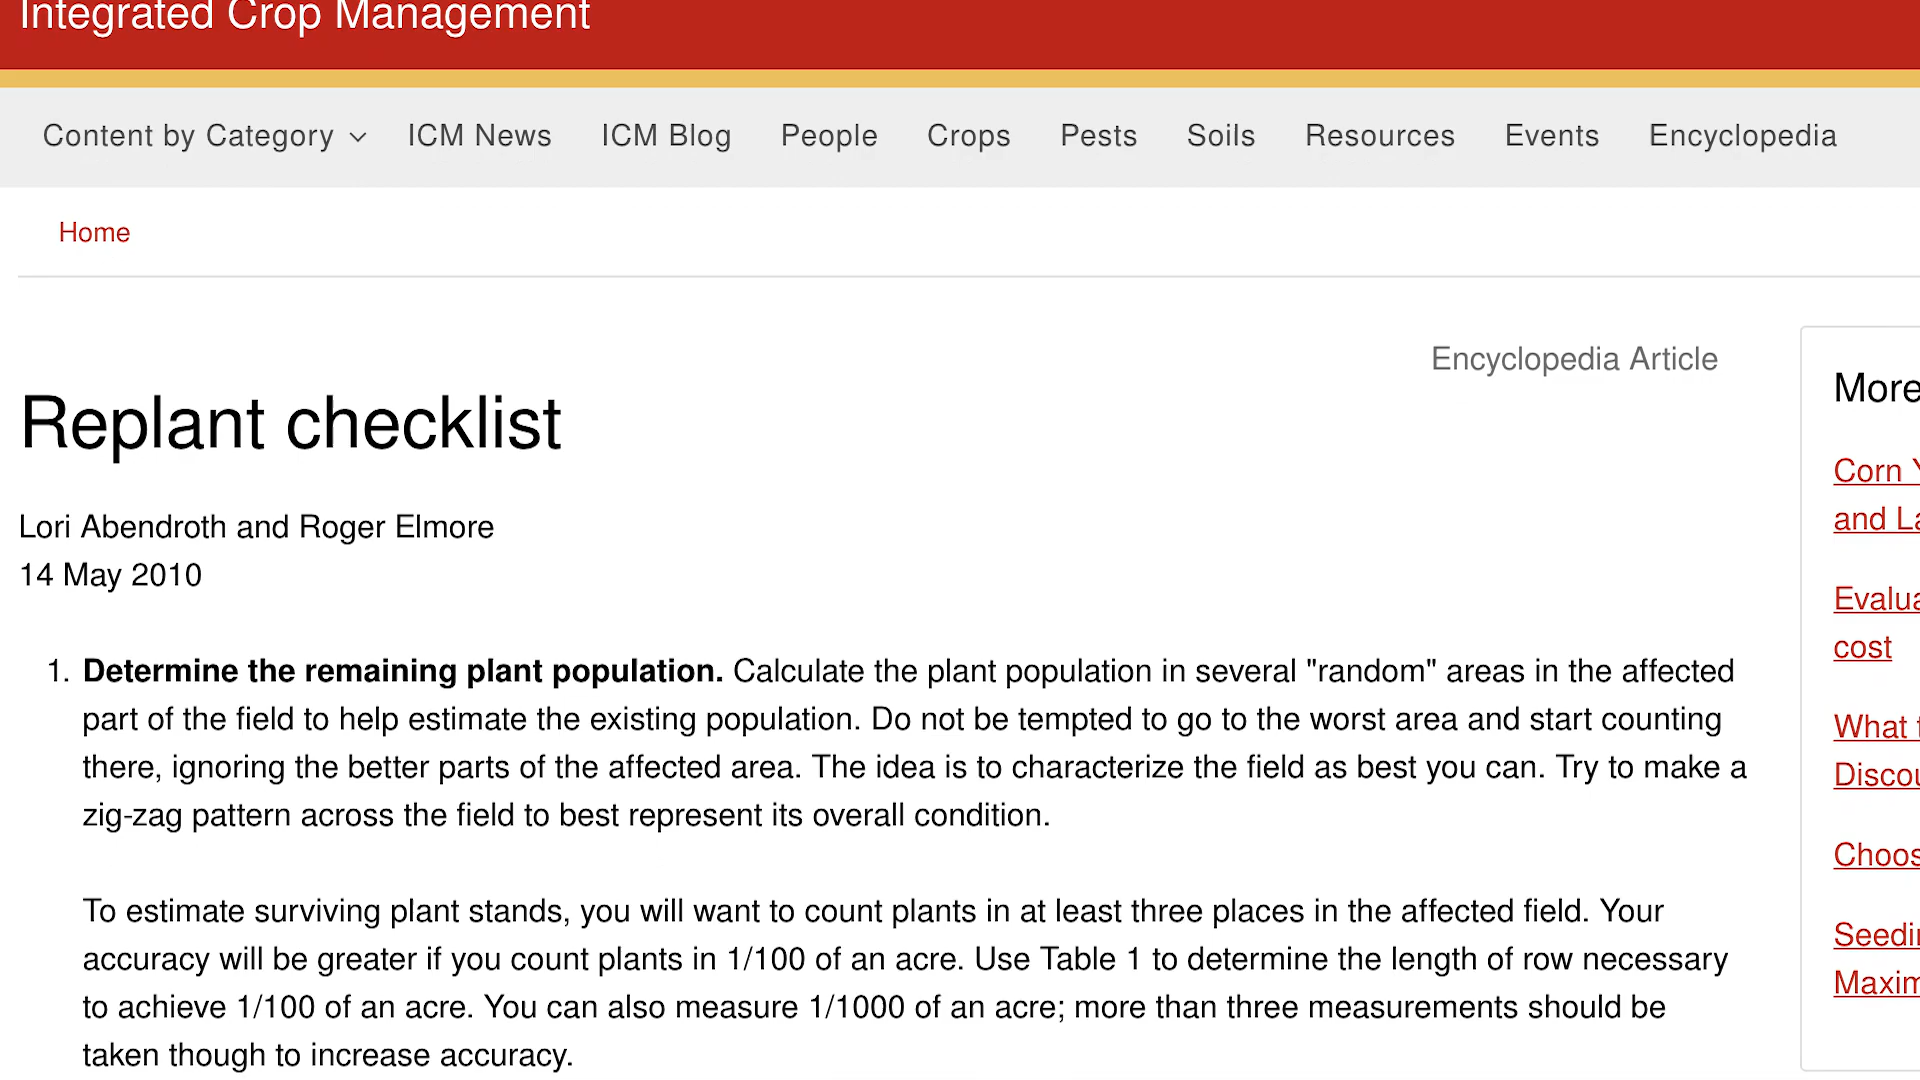 Integrated Crop Management
Content by Category ICM News ICM Blog People Crops Pests Soils Resources Events Encyclopedia
Home
Encyclopedia Article
Replant checklist
Lori Abendroth and Roger Elmore
14 May 2010
1. Determine the remaining plant population. Calculate the plant population in several "random" areas in the affected
part of the field to help estimate the existing population. Do not be tempted to go to the worst area and start counting
there, ignoring the better parts of the affected area. The idea is to characterize the field as best you can. Try to make a
zig-zag pattern across the field to best represent its overall condition.
To estimate surviving plant stands, you will want to count plants in at least three places in the affected field. Your
accuracy will be greater if you count plants in 1/100 of an acre. Use Table 1 to determine the length of row necessary
to achieve 1/100 of an acre. You can also measure 1/1000 of an acre; more than three measurements should be
taken though to increase accuracy.
More
Corn
and
cost
What